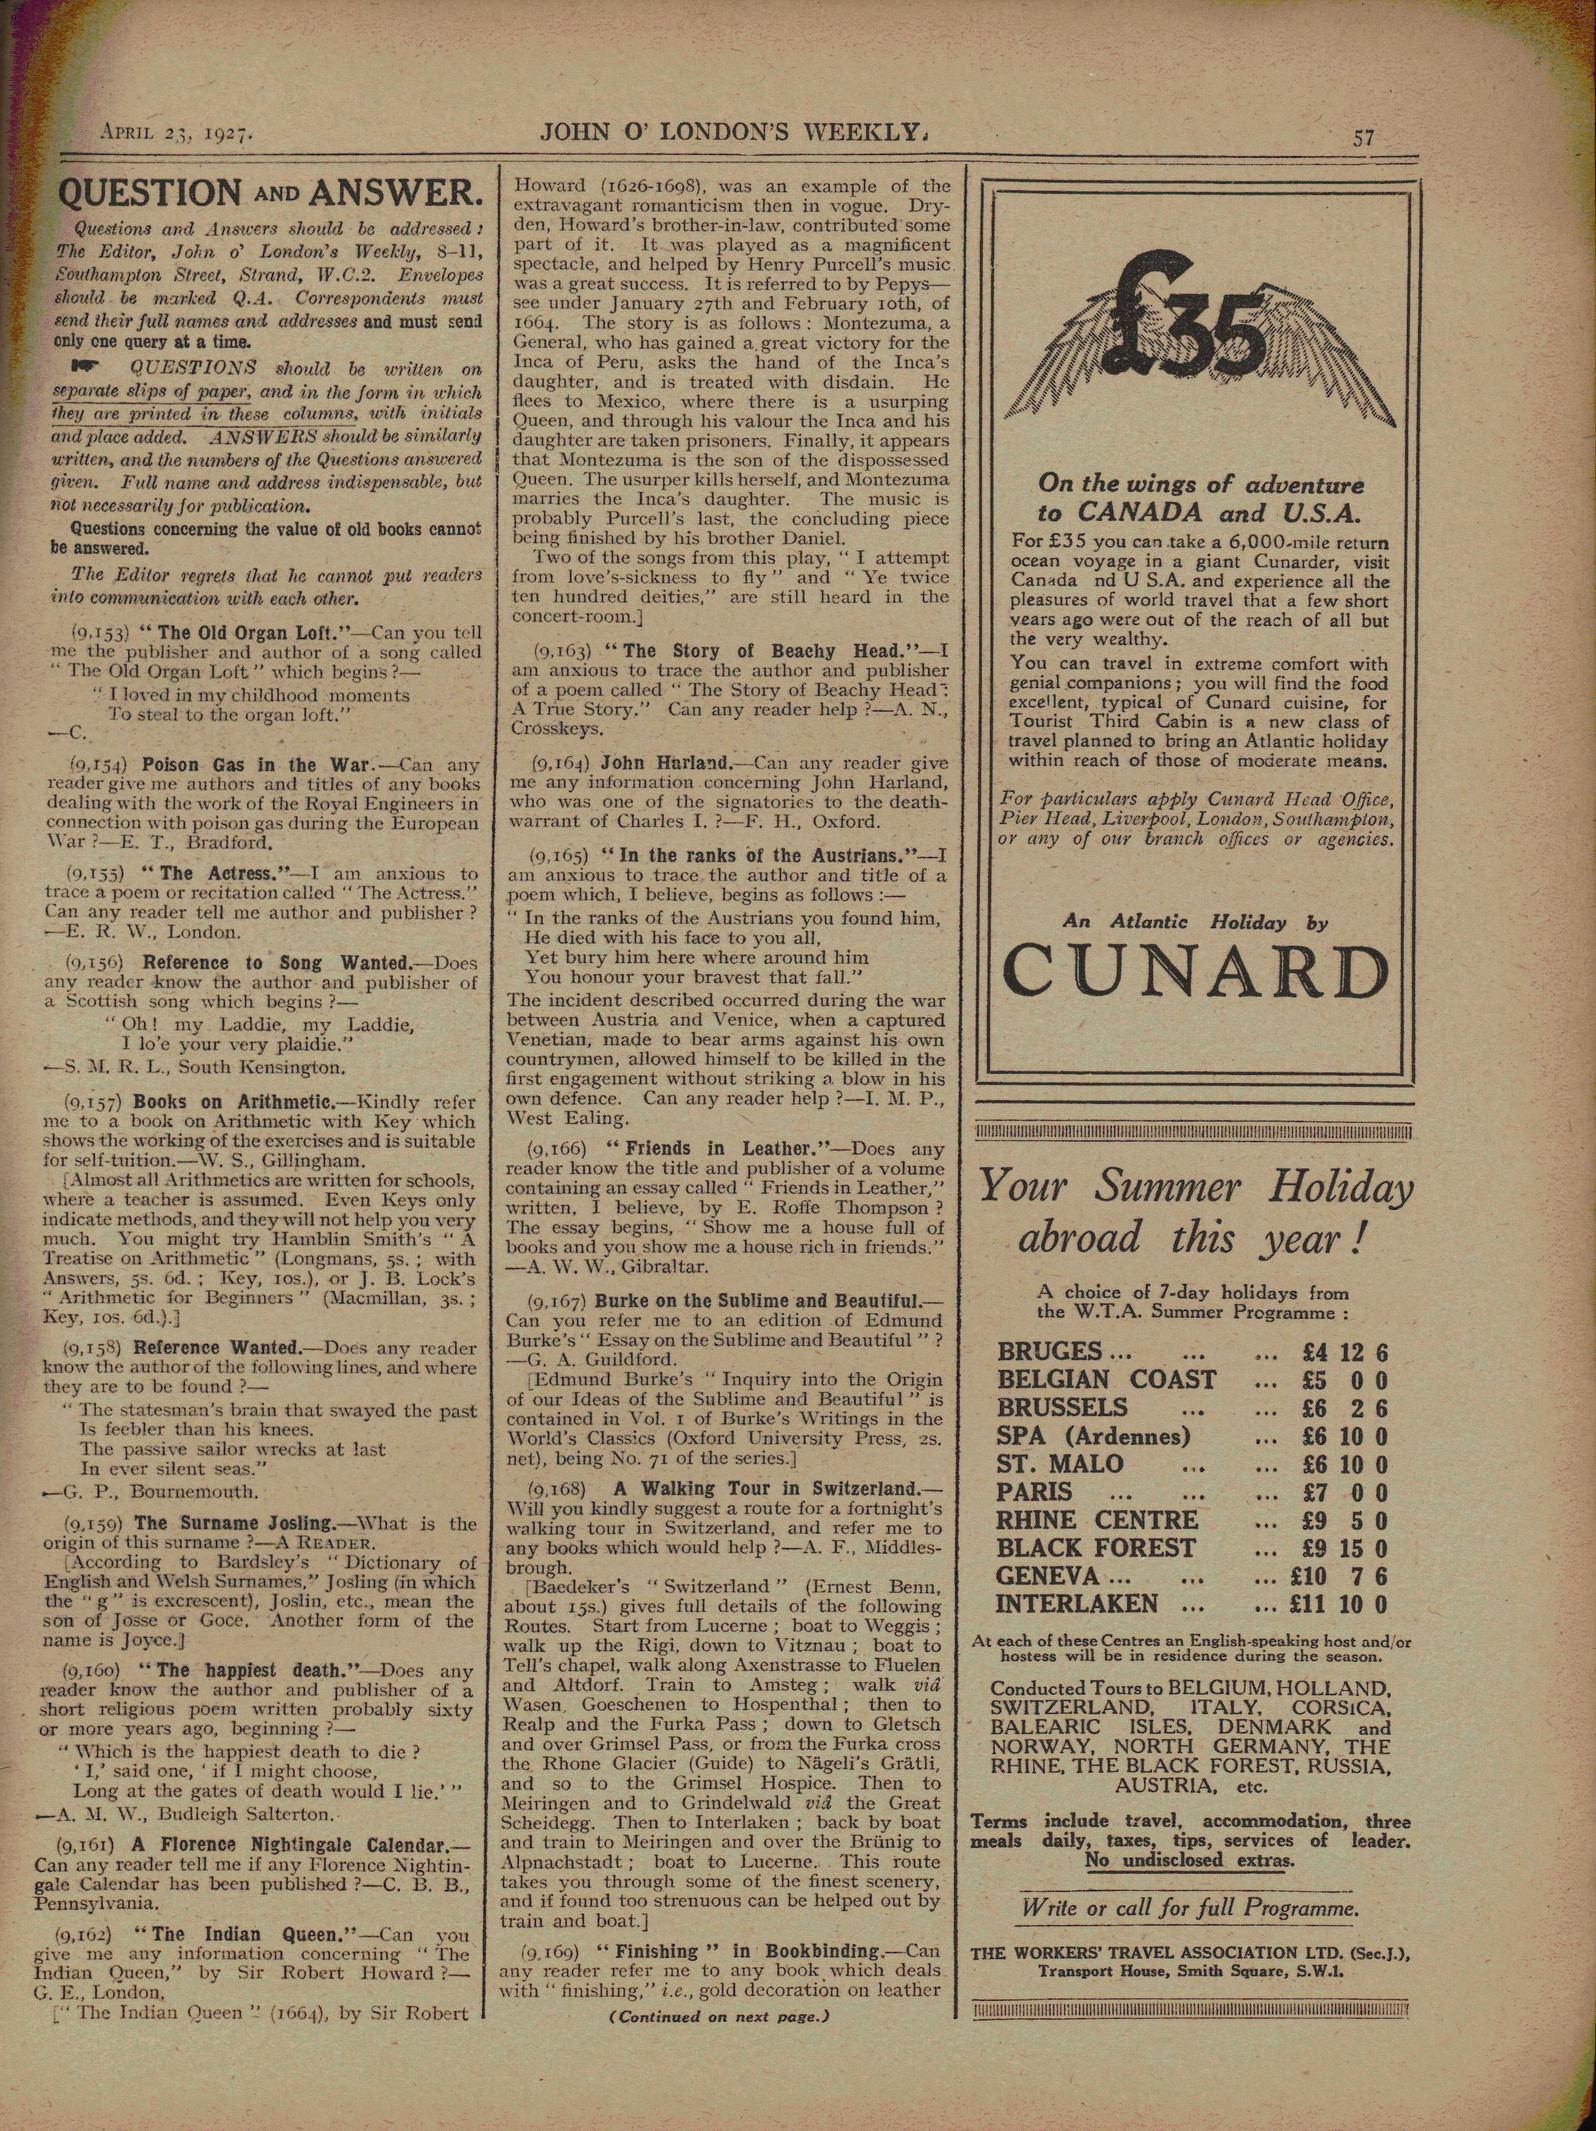 APRIL 23, 1927.
JOHN O' LONDON'S WEEKLY.
57
QUESTION AND ANSWER.
Questions and Answers should be addressed :
The Editor, John o' London's Weekly, 8–11,
Southampton Street, Strand, W.C.2. Envelopes
should be marked Q.A. Correspondents must
send their full names and addresses and must send
only one query at a time.
☛ QUESTIONS should be written on
separate slips of paper, and in the form in which
they are printed in these columns, with initials
and place added. ANSWERS should be similarly
written, and the numbers of the Questions answered
given. Full name and address indispensable, but
not necessarily for publication.
Questions concerning the value of old books cannot
be answered.
The Editor regrets that he cannot put readers
into communication with each other.
(9,153) “ The Old Organ Loft.”—Can you tell
me the publisher and author of a song called
“ The Old Organ Loft ” which begins ?—
“ I loved in my childhood moments
To steal to the organ loft.”
—C.
(9,154) Poison Gas in the War.—Can any
reader give me authors and titles of any books
dealing with the work of the Royal Engineers in
connection with poison gas during the European
War ?—E. T., Bradford.
(9,155) “ The Actress.”—I am anxious to
trace a poem or recitation called “ The Actress.”
Can any reader tell me author and publisher ?
—E. R. W., London.
(9,156) Reference to Song Wanted.—Does
any reader know the author and publisher of
a Scottish song which begins ?—
“ Oh! my Laddie, my Laddie,
I lo'e your very plaidie.”
—S. M. R. L., South Kensington.
(9,157) Books on Arithmetic.—Kindly refer
me to a book on Arithmetic with Key which
shows the working of the exercises and is suitable
for self-tuition.—W. S., Gillingham.
[Almost all Arithmetics are written for schools,
where a teacher is assumed. Even Keys only
indicate methods, and they will not help you very
much. You might try Hamblin Smith's “ A
Treatise on Arithmetic ” (Longmans, 5s. ; with
Answers, 5s. 6d. ; Key, 10s.), or J. B. Lock's
“ Arithmetic for Beginners ” (Macmillan, 3s. ;
Key, 10s. 6d.).]
(9,158) Reference Wanted.—Does any reader
know the author of the following lines, and where
they are to be found ?—
“ The statesman's brain that swayed the past
Is feebler than his knees.
The passive sailor wrecks at last
In ever silent seas.”
—G. P., Bournemouth.
(9,159) The Surname Josling.—What is the
origin of this surname ?—A READER.
[According to Bardsley's “ Dictionary of
English and Welsh Surnames,” Josling (in which
the “ g ” is excrescent), Joslin, etc., mean the
son of Josse or Goce. Another form of the
name is Joyce.]
(9,160) “ The happiest death.”—Does any
reader know the author and publisher of a
short religious poem written probably sixty
or more years ago, beginning ?—
“ Which is the happiest death to die ?
‘ I,’ said one, ‘ if I might choose,
Long at the gates of death would I lie.’ ”
—A. M. W., Budleigh Salterton.
(9,161) A Florence Nightingale Calendar.—
Can any reader tell me if any Florence Nightin-
gale Calendar has been published ?—C. B. B.,
Pennsylvania.
(9,162) “ The Indian Queen.”—Can you
give me any information concerning “ The
Indian Queen,” by Sir Robert Howard ?—
G. E., London.
[“ The Indian Queen ” (1664), by Sir Robert
Howard (1626-1698), was an example of the
extravagant romanticism then in vogue. Dry-
den, Howard's brother-in-law, contributed some
part of it. It was played as a magnificent
spectacle, and helped by Henry Purcell's music
was a great success. It is referred to by Pepys—
see under January 27th and February 10th, of
1664. The story is as follows : Montezuma, a
General, who has gained a great victory for the
Inca of Peru, asks the hand of the Inca's
daughter, and is treated with disdain. He
flees to Mexico, where there is a usurping
Queen, and through his valour the Inca and his
daughter are taken prisoners. Finally, it appears
that Montezuma is the son of the dispossessed
Queen. The usurper kills herself, and Montezuma
marries the Inca's daughter. The music is
probably Purcell's last, the concluding piece
being finished by his brother Daniel.
Two of the songs from this play, “ I attempt
from love's-sickness to fly ” and “ Ye twice
ten hundred deities,” are still heard in the
concert-room.]
(9,163) “ The Story of Beachy Head.”—I
am anxious to trace the author and publisher
of a poem called “ The Story of Beachy Head :
A True Story.” Can any reader help ?—A. N.,
Crosskeys.
(9,164) John Harland.—Can any reader give
me any information concerning John Harland,
who was one of the signatories to the death-
warrant of Charles I. ?—F. H., Oxford.
(9,165) “ In the ranks of the Austrians.”—I
am anxious to trace the author and title of a
poem which, I believe, begins as follows :—
“ In the ranks of the Austrians you found him,
He died with his face to you all,
Yet bury him here where around him
You honour your bravest that fall.”
The incident described occurred during the war
between Austria and Venice, when a captured
Venetian, made to bear arms against his own
countrymen, allowed himself to be killed in the
first engagement without striking a blow in his
own defence. Can any reader help ?—I. M. P.,
West Ealing.
(9,166) “ Friends in Leather.”—Does any
reader know the title and publisher of a volume
containing an essay called “ Friends in Leather,”
written, I believe, by E. Roffe Thompson ?
The essay begins, “ Show me a house full of
books and you show me a house rich in friends.”
—A. W. W., Gibraltar.
(9,167) Burke on the Sublime and Beautiful.—
Can you refer me to an edition of Edmund
Burke's “ Essay on the Sublime and Beautiful ” ?
—G. A. Guildford.
[Edmund Burke's “ Inquiry into the Origin
of our Ideas of the Sublime and Beautiful ” is
contained in Vol. 1 of Burke's Writings in the
World's Classics (Oxford University Press, 2s.
net), being No. 71 of the series.]
(9,168) A Walking Tour in Switzerland.—
Will you kindly suggest a route for a fortnight's
walking tour in Switzerland, and refer me to
any books which would help ?—A. F., Middles-
brough.
[Baedeker's “ Switzerland ” (Ernest Benn,
about 15s.) gives full details of the following
Routes. Start from Lucerne ; boat to Weggis ;
walk up the Rigi, down to Vitznau ; boat to
Tell's chapel, walk along Axenstrasse to Fluelen
and Altdorf. Train to Amsteg ; walk viâ
Wasen, Goeschenen to Hospenthal ; then to
Realp and the Furka Pass ; down to Gletsch
and over Grimsel Pass, or from the Furka cross
the Rhone Glacier (Guide) to Nägeli's Grätli,
and so to the Grimsel Hospice. Then to
Meiringen and to Grindelwald viâ the Great
Scheidegg. Then to Interlaken ; back by boat
and train to Meiringen and over the Brünig to
Alpnachstadt ; boat to Lucerne. This route
takes you through some of the finest scenery,
and if found too strenuous can be helped out by
train and boat.]
(9,169) “ Finishing ” in Bookbinding.—Can
any reader refer me to any book which deals
with “ finishing,” i.e., gold decoration on leather
(Continued on next page.)
£35
On the wings of adventure
to CANADA and U.S.A.
For £35 you can take a 6,000-mile return
ocean voyage in a giant Cunarder, visit
Canada nd U S.A. and experience all the
pleasures of world travel that a few short
years ago were out of the reach of all but
the very wealthy.
You can travel in extreme comfort with
genial companions ; you will find the food
excellent, typical of Cunard cuisine, for
Tourist Third Cabin is a new class of
travel planned to bring an Atlantic holiday
within reach of those of moderate means.
For particulars apply Cunard Head Office,
Pier Head, Liverpool, London, Southampton,
or any of our branch offices or agencies.
An Atlantic Holiday by
CUNARD
Your Summer Holiday
abroad this year !
A choice of 7-day holidays from
the W.T.A. Summer Programme :
BRUGES ... ... ... £4 12 6
BELGIAN COAST ... £5 0 0
BRUSSELS ... ... £6 2 6
SPA (Ardennes) ... £6 10 0
ST. MALO ... ... £6 10 0
PARIS ... ... ... £7 0 0
RHINE CENTRE ... £9 5 0
BLACK FOREST ... £9 15 0
GENEVA ... ... ... £10 7 6
INTERLAKEN ... ... £11 10 0
At each of these Centres an English-speaking host and/or
hostess will be in residence during the season.
Conducted Tours to BELGIUM, HOLLAND,
SWITZERLAND, ITALY, CORSICA,
BALEARIC ISLES, DENMARK and
NORWAY, NORTH GERMANY, THE
RHINE, THE BLACK FOREST, RUSSIA,
AUSTRIA, etc.
Terms include travel, accommodation, three
meals daily, taxes, tips, services of leader.
No undisclosed extras.
Write or call for full Programme.
THE WORKERS' TRAVEL ASSOCIATION LTD. (Sec.J.),
Transport House, Smith Square, S.W.1.